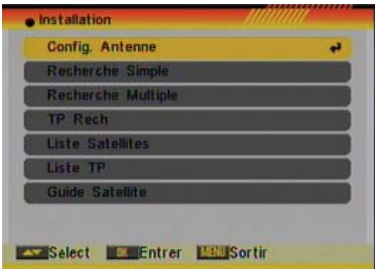 Installation
Config. Antenne
Recherche Simple
Recherche Multiple
TP Rech
Liste Satellites
Liste TP
Guide Satellite
Select OK Entrer MENU Sortir